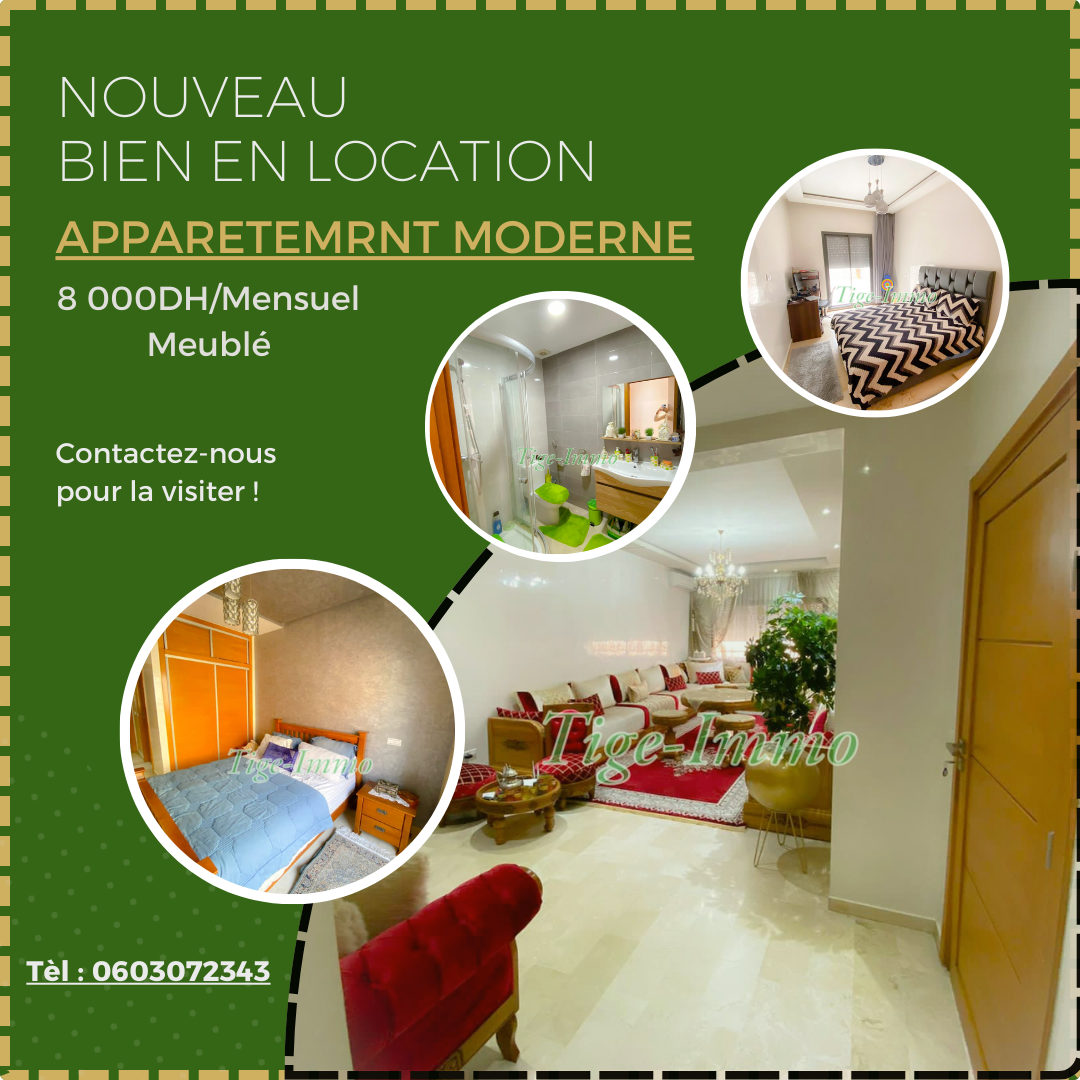 NOUVEAU
BIEN EN LOCATION
APPARETEMRNT MODERNE
8 000DH/Mensuel
Meublé
Contactez-nous
pour la visiter !
Tige-Immo
Tige-Immo
Tige-Immo
Tige-Immo
Tèl : 0603072343